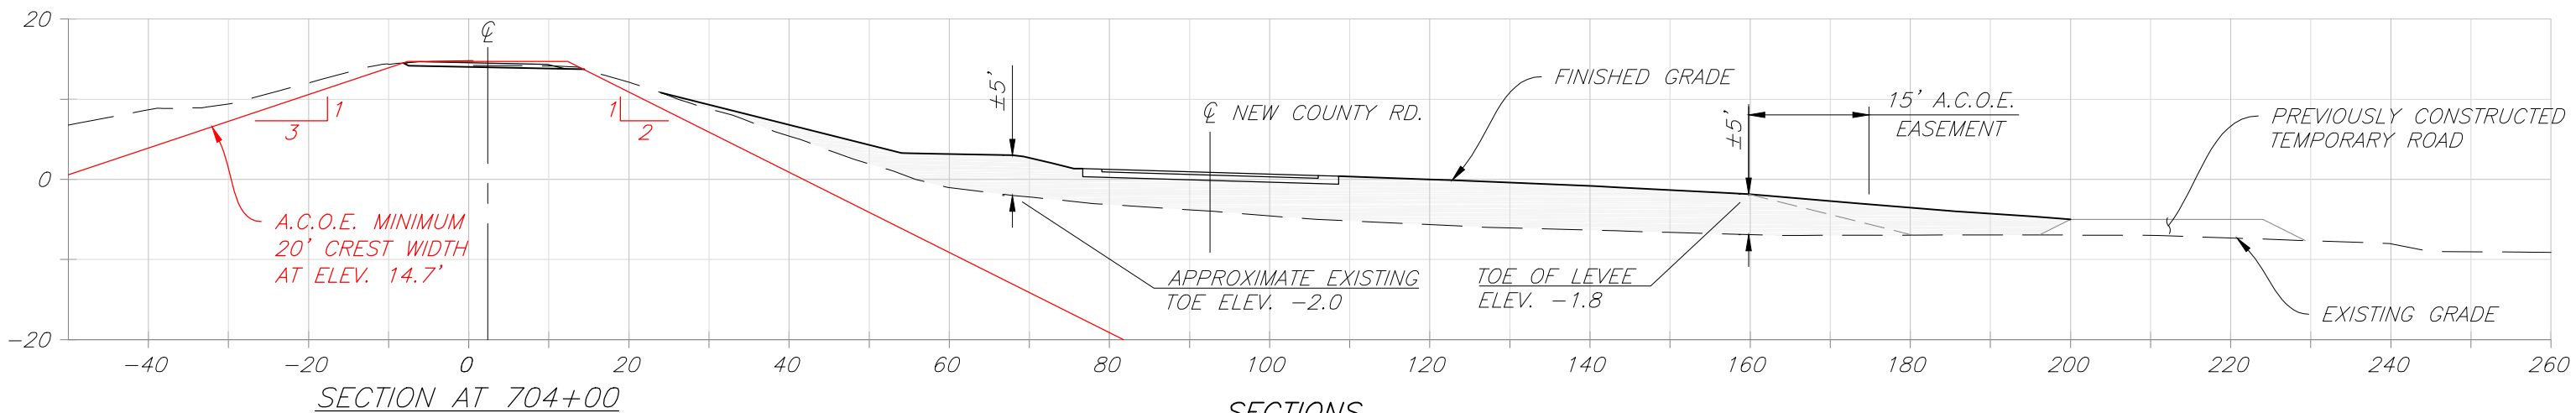 20
0
-20
℄
±5'
FINISHED GRADE
℄ NEW COUNTY RD.
±5'
15' A.C.O.E.
EASEMENT
PREVIOUSLY CONSTRUCTED
TEMPORARY ROAD
1
3
1
2
A.C.O.E. MINIMUM
20' CREST WIDTH
AT ELEV. 14.7'
APPROXIMATE EXISTING
TOE ELEV. -2.0
TOE OF LEVEE
ELEV. -1.8
EXISTING GRADE
-40 -20 0 20 40 60 80 100 120 140 160 180 200 220 240 260
SECTION AT 704+00
SECTIONS